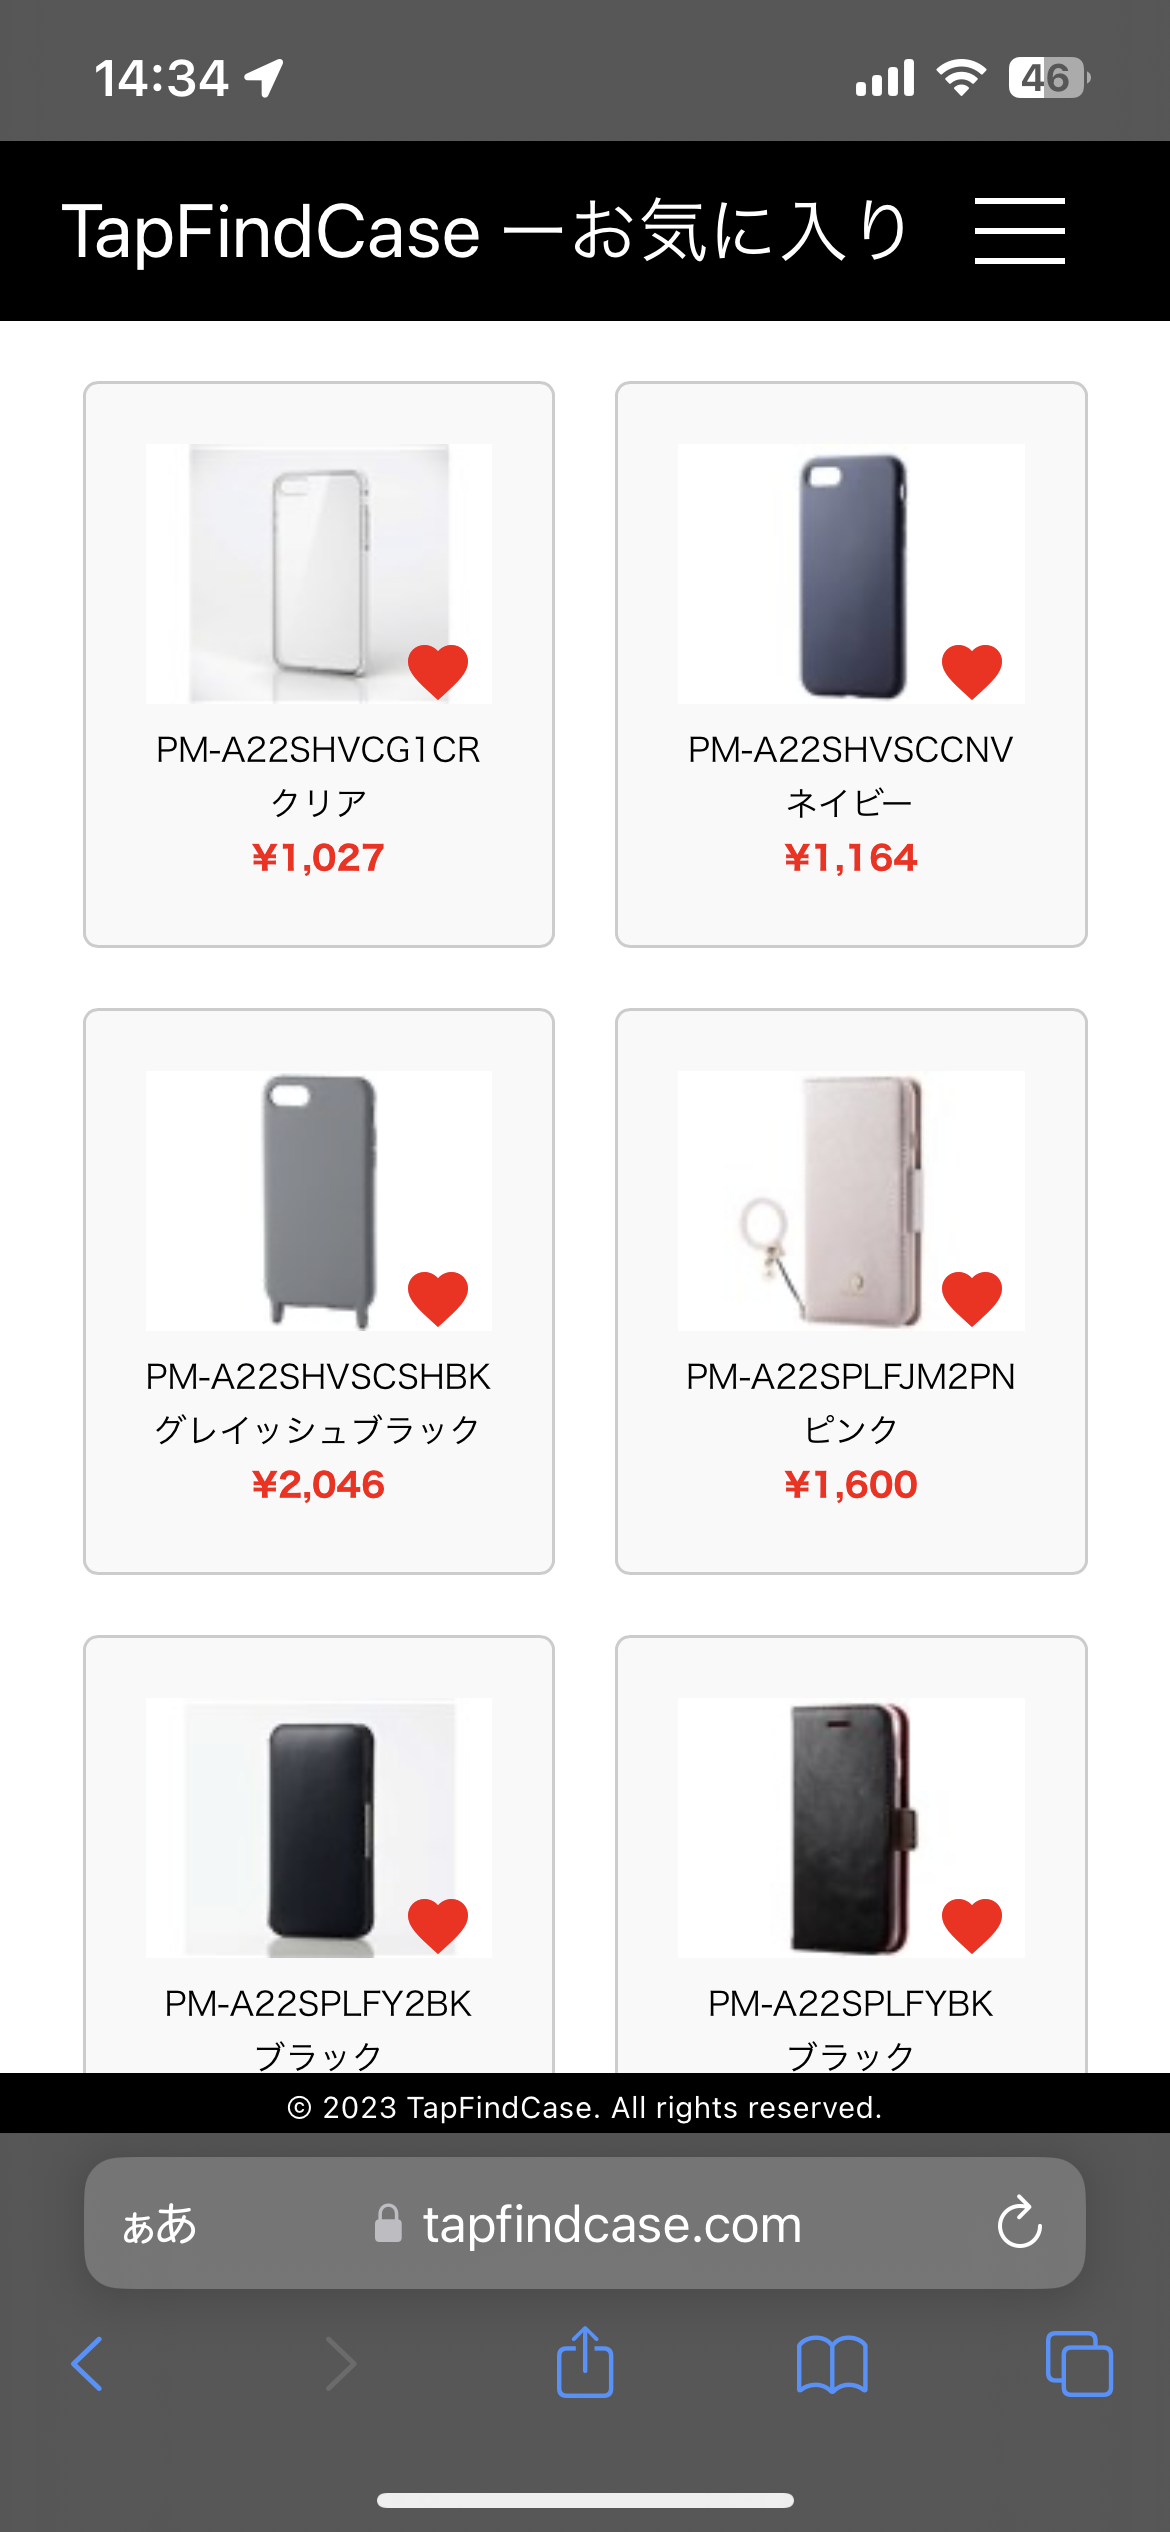 14:34
46
TapFindCase ーお気に入り
PM-A22SHVCG1CR
クリア
¥1,027
PM-A22SHVSCCNV
ネイビー
¥1,164
PM-A22SHVSCSHBK
グレイッシュブラック
¥2,046
PM-A22SPLFJM2PN
ピンク
¥1,600
PM-A22SPLFY2BK
ブラック
PM-A22SPLFYBK
ブラック
© 2023 TapFindCase. All rights reserved.
ぁあ tapfindcase.com